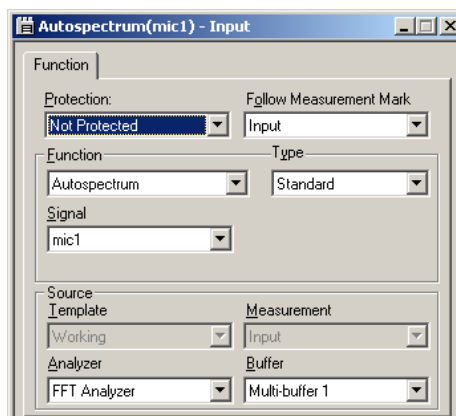 Autospectrum(mic1) - Input
Function
Protection: Follow Measurement Mark
Not Protected Input
Function Type
Autospectrum Standard
Signal
mic1
Source
Template Measurement
Working Input
Analyzer Buffer
FFT Analyzer Multi-buffer 1